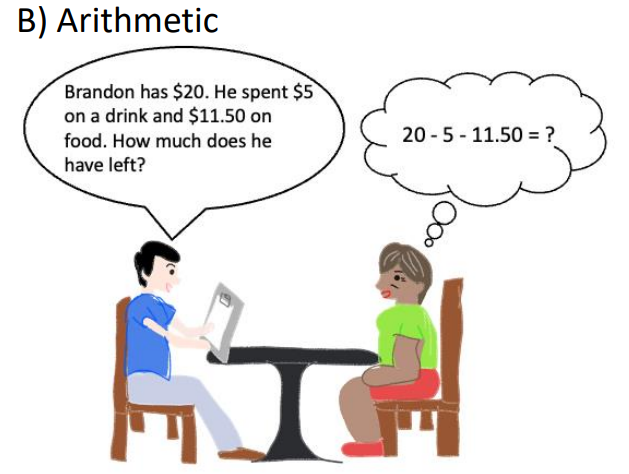 B) Arithmetic
Brandon has $20. He spent $5
on a drink and $11.50 on
food. How much does he
have left?
20 - 5 - 11.50 = ?